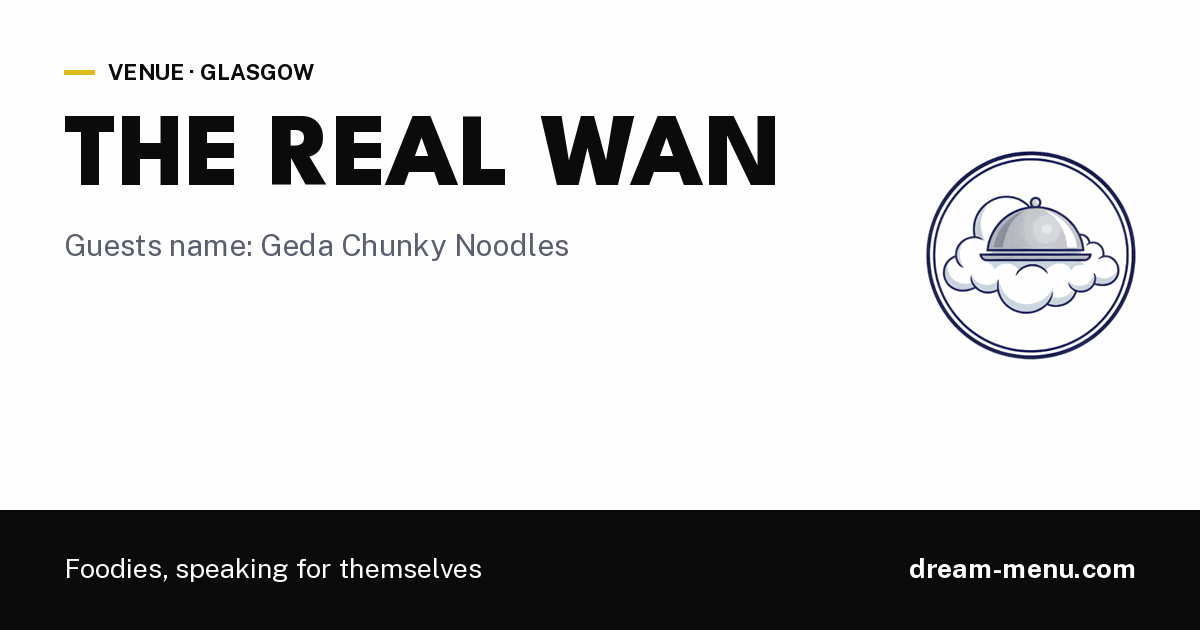 VENUE · GLASGOW
THE REAL WAN
Guests name: Geda Chunky Noodles
Foodies, speaking for themselves
dream-menu.com